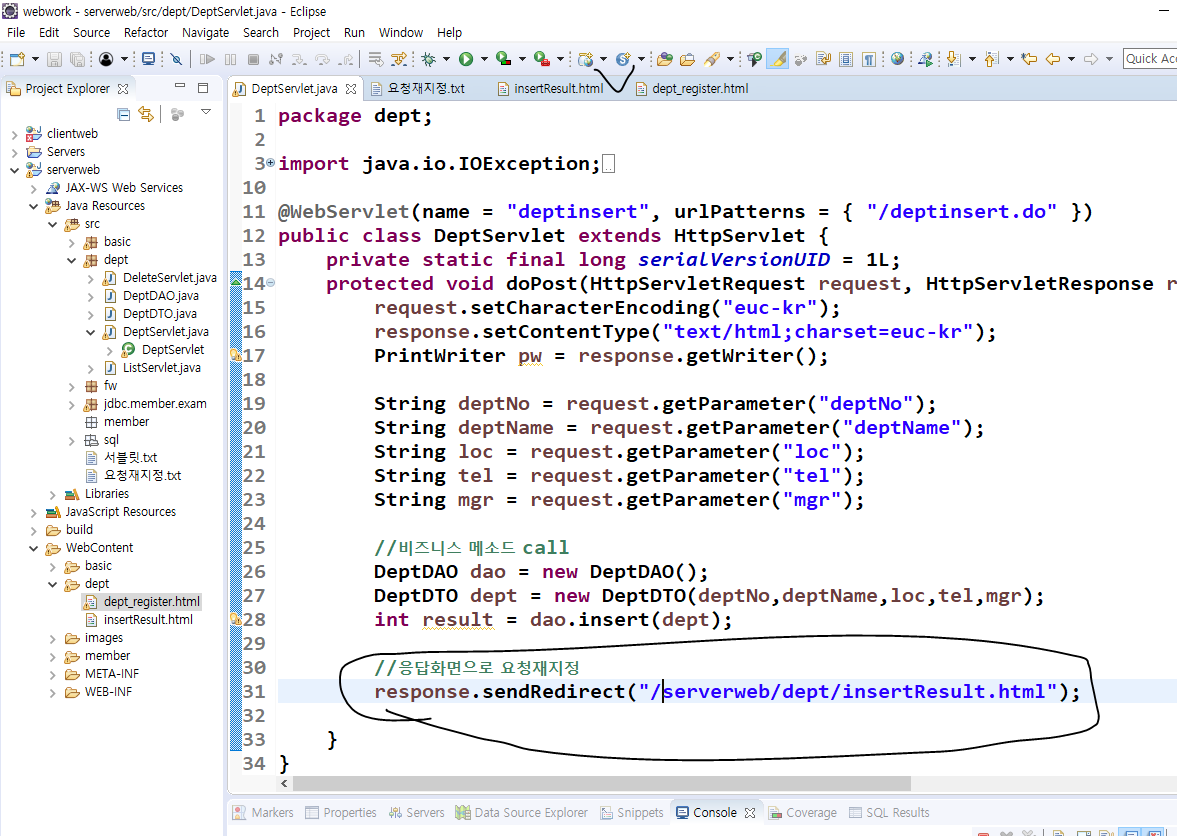 webwork - serverweb/src/dept/DeptServlet.java - Eclipse
File Edit Source Refactor Navigate Search Project Run Window Help
Quick Acc
Project Explorer
DeptServlet.java 요청재지정.txt insertResult.html dept_register.html
clientweb
Servers
serverweb
JAX-WS Web Services
Java Resources
src
basic
dept
DeleteServlet.java
DeptDAO.java
DeptDTO.java
DeptServlet.java
DeptServlet
ListServlet.java
fw
jdbc.member.exam
member
sql
서블릿.txt
요청재지정.txt
Libraries
JavaScript Resources
build
WebContent
basic
dept
dept_register.html
insertResult.html
images
member
META-INF
WEB-INF
1 package dept;
2
3 import java.io.IOException;
10
11 @WebServlet(name = "deptinsert", urlPatterns = { "/deptinsert.do" })
12 public class DeptServlet extends HttpServlet {
13 private static final long serialVersionUID = 1L;
14 protected void doPost(HttpServletRequest request, HttpServletResponse r
15 request.setCharacterEncoding("euc-kr");
16 response.setContentType("text/html;charset=euc-kr");
17 PrintWriter pw = response.getWriter();
18
19 String deptNo = request.getParameter("deptNo");
20 String deptName = request.getParameter("deptName");
21 String loc = request.getParameter("loc");
22 String tel = request.getParameter("tel");
23 String mgr = request.getParameter("mgr");
24
25 //비즈니스 메소드 call
26 DeptDAO dao = new DeptDAO();
27 DeptDTO dept = new DeptDTO(deptNo,deptName,loc,tel,mgr);
28 int result = dao.insert(dept);
29
30 //응답화면으로 요청재지정
31 response.sendRedirect("/serverweb/dept/insertResult.html");
32
33 }
34 }
Markers Properties Servers Data Source Explorer Snippets Console Coverage SQL Results